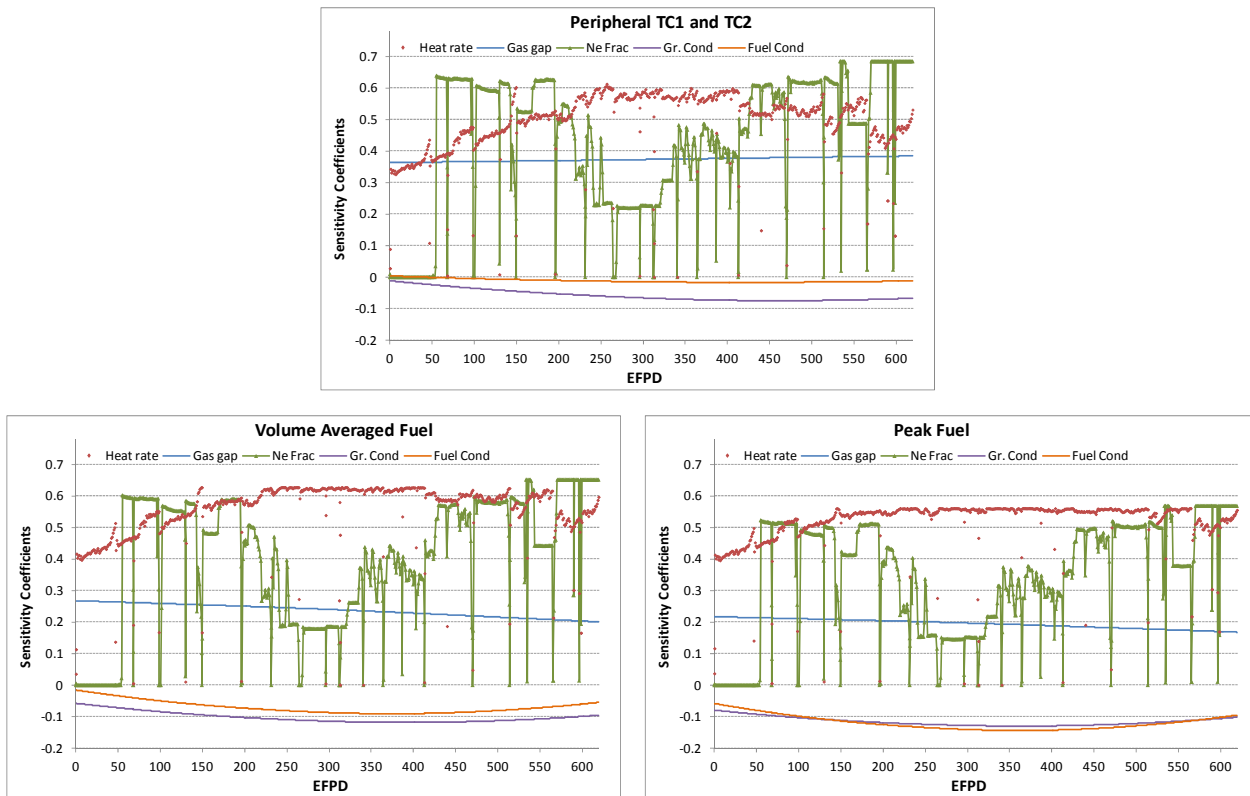 Peripheral TC1 and TC2
Heat rate Gas gap Ne Frac Gr. Cond Fuel Cond
Sensitivity Coefficients
0.7
0.6
0.5
0.4
0.3
0.2
0.1
0
-0.1
-0.2
0 50 100 150 200 250 300 350 400 450 500 550 600
EFPD
Volume Averaged Fuel
Heat rate Gas gap Ne Frac Gr. Cond Fuel Cond
Sensitivity Coefficients
0.7
0.6
0.5
0.4
0.3
0.2
0.1
0
-0.1
-0.2
0 50 100 150 200 250 300 350 400 450 500 550 600
EFPD
Peak Fuel
Heat rate Gas gap Ne Frac Gr. Cond Fuel Cond
Sensitivity Coefficients
0.7
0.6
0.5
0.4
0.3
0.2
0.1
0
-0.1
-0.2
0 50 100 150 200 250 300 350 400 450 500 550 600
EFPD